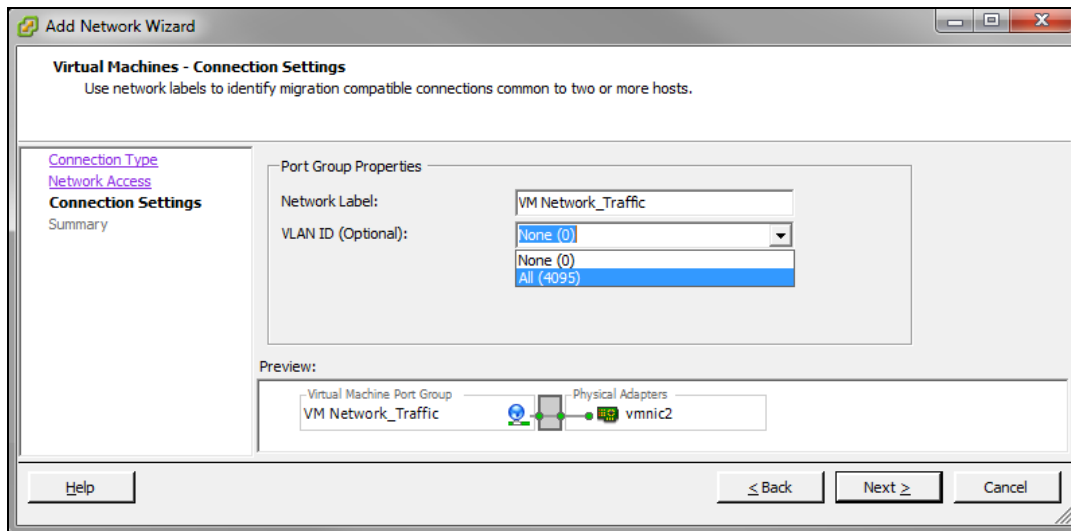 Add Network Wizard
Virtual Machines - Connection Settings
Use network labels to identify migration compatible connections common to two or more hosts.
Connection Type
Network Access
Connection Settings
Summary
Port Group Properties
Network Label: VM Network_Traffic
VLAN ID (Optional): None (0)
None (0)
All (4095)
Preview:
Virtual Machine Port Group Physical Adapters
VM Network_Traffic vmnic2
Help < Back Next > Cancel